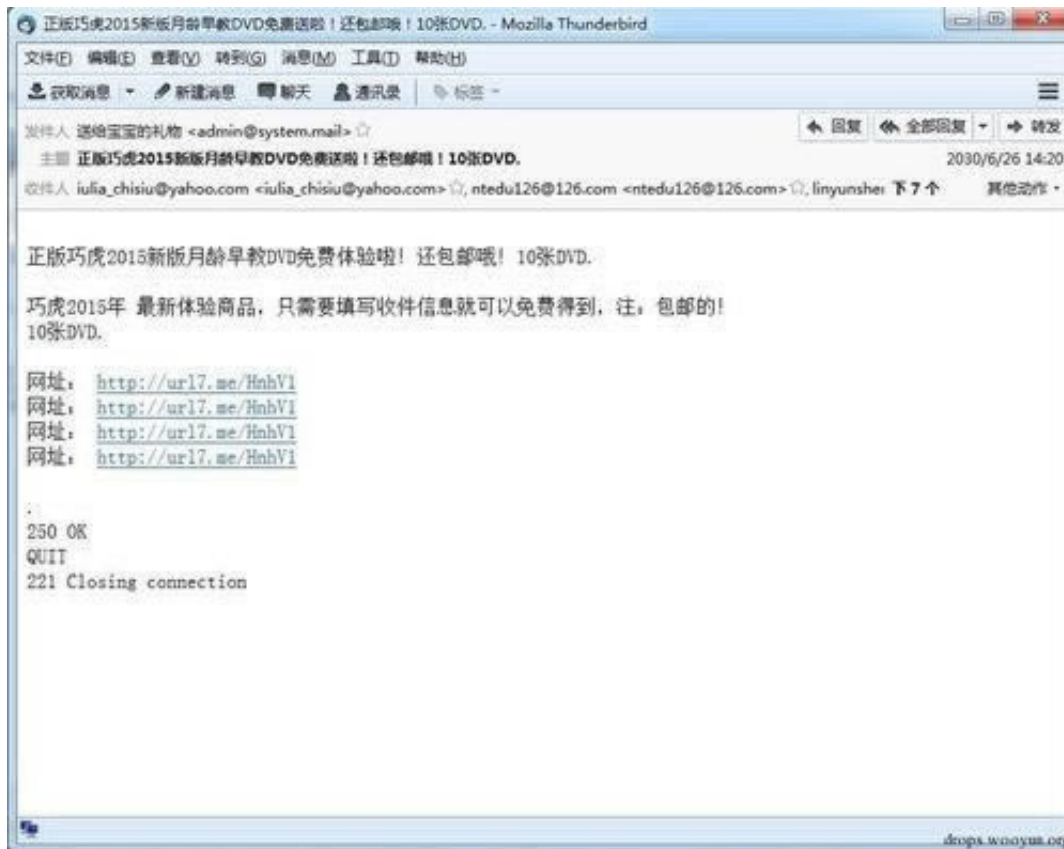 正版巧虎2015新版月龄早教DVD免费送啦！还包邮哦！10张DVD. - Mozilla Thunderbird
文件(F) 编辑(E) 查看(V) 转到(G) 消息(M) 工具(T) 帮助(H)
获取消息 新建消息 聊天 通讯录 标签
发件人 送给宝宝的礼物 <admin@system.mail> 回复 全部回复 转发
主题 正版巧虎2015新版月龄早教DVD免费送啦！还包邮哦！10张DVD. 2030/6/26 14:20
收件人 iulia_chisiu@yahoo.com <iulia_chisiu@yahoo.com>, ntedu126@126.com <ntedu126@126.com>, linyunshei 下 7 个 其他动作
正版巧虎2015新版月龄早教DVD免费体验啦! 还包邮哦! 10张DVD.
巧虎2015年 最新体验商品，只需要填写收件信息就可以免费得到，注：包邮的!
10张DVD.
网址： http://url7.me/HnhV1
网址： http://url7.me/HnhV1
网址： http://url7.me/HnhV1
网址： http://url7.me/HnhV1
.
250 OK
QUIT
221 Closing connection
drops.wooyun.or